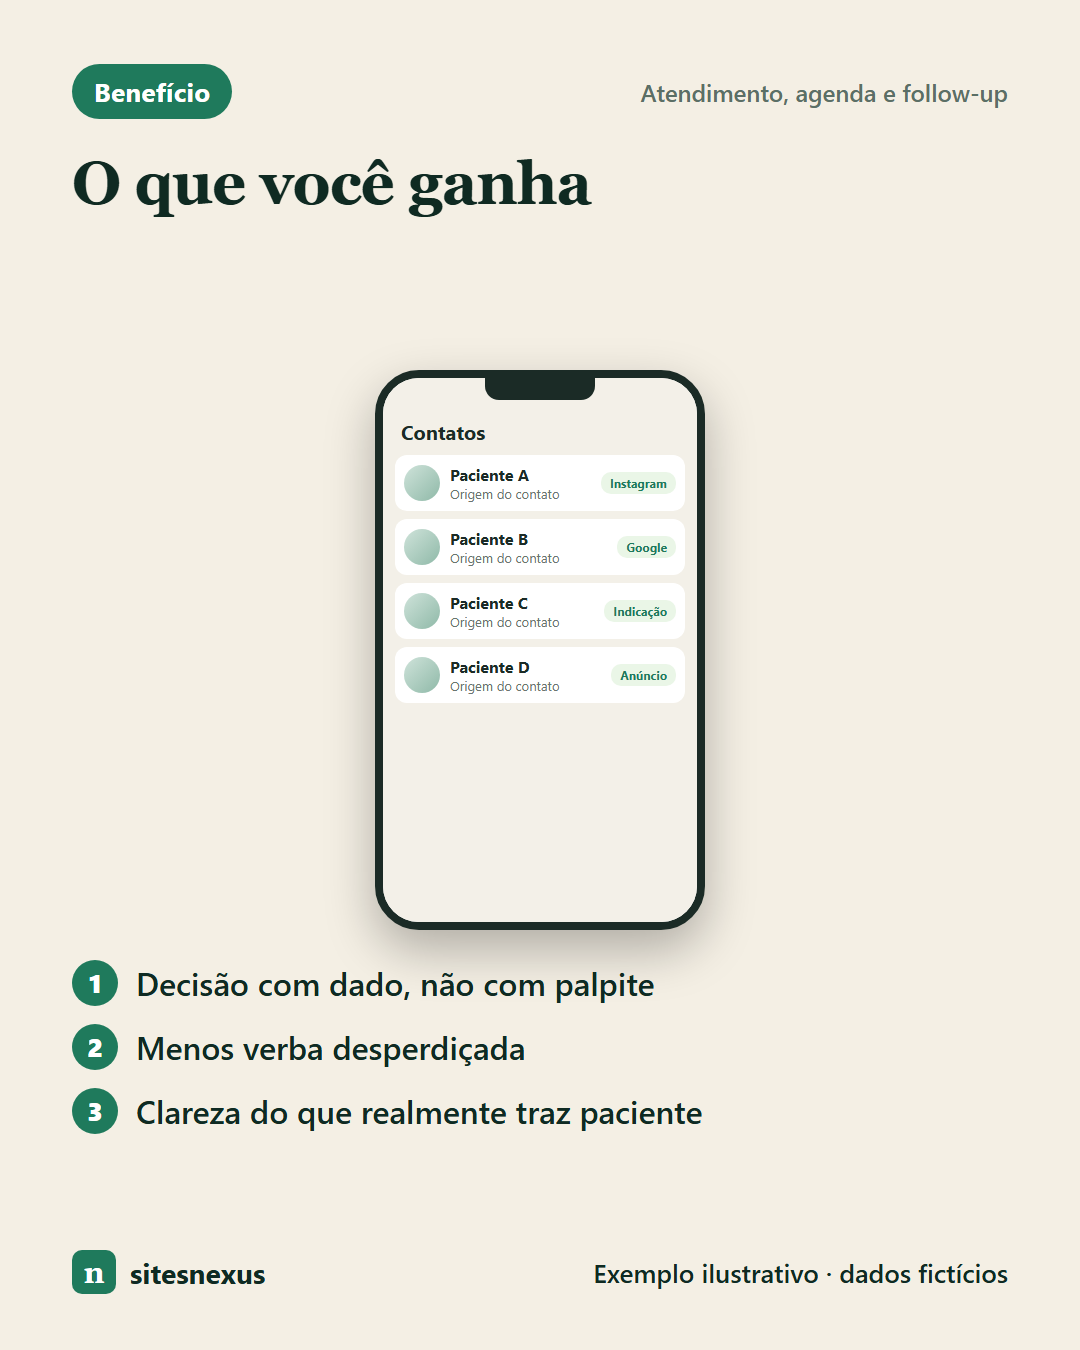 Benefício
Atendimento, agenda e follow-up
O que você ganha
Contatos
Paciente A
Origem do contato
Instagram
Paciente B
Origem do contato
Google
Paciente C
Origem do contato
Indicação
Paciente D
Origem do contato
Anúncio
1 Decisão com dado, não com palpite
2 Menos verba desperdiçada
3 Clareza do que realmente traz paciente
n sitesnexus
Exemplo ilustrativo · dados fictícios